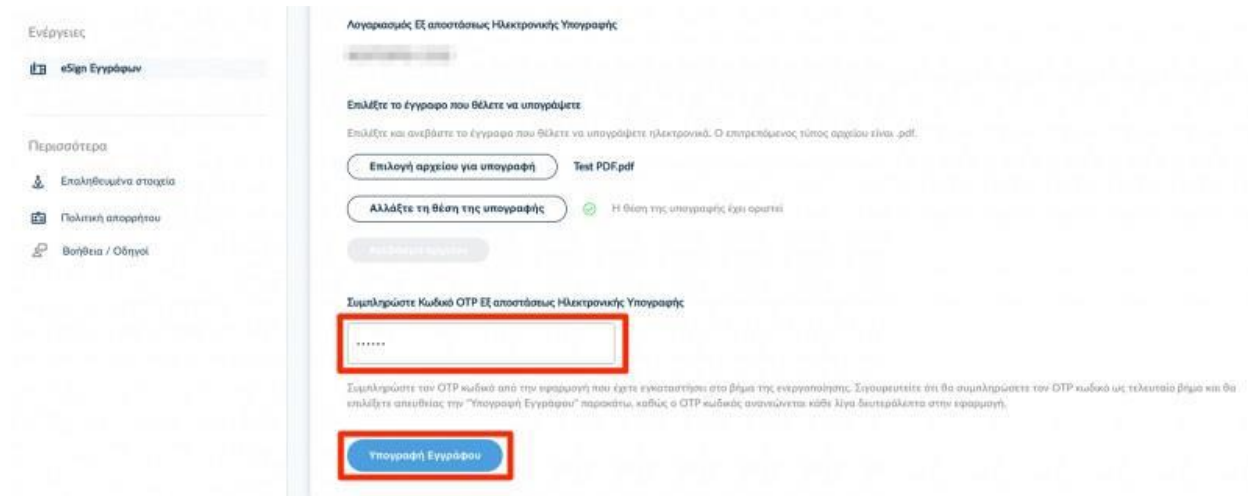 Ενέργειες
eSign Εγγράφων
Περισσότερα
Επαληθευμένα στοιχεία
Πολιτική απορρήτου
Βοήθεια / Οδηγοί
Λογαριασμός Εξ αποστάσεως Ηλεκτρονικής Υπογραφής
Επιλέξτε το έγγραφο που θέλετε να υπογράψετε
Επιλέξτε και ανεβάστε το έγγραφο που θέλετε να υπογράψετε ηλεκτρονικά. Ο επιτρεπόμενος τύπος αρχείου είναι .pdf.
Επιλογή αρχείου για υπογραφή Test PDF.pdf
Αλλάξτε τη θέση της υπογραφής Η θέση της υπογραφής έχει οριστεί
Συμπληρώστε Κωδικό OTP Εξ αποστάσεως Ηλεκτρονικής Υπογραφής
......
Συμπληρώστε τον OTP κωδικό από την εφαρμογή που έχετε εγκαταστήσει στο βήμα της ενεργοποίησης. Σιγουρευτείτε ότι θα συμπληρώσετε τον OTP κωδικό ως τελευταίο βήμα και θα
επιλέξετε απευθείας την "Υπογραφή Εγγράφου" παρακάτω, καθώς ο OTP κωδικός ανανεώνεται κάθε λίγα δευτερόλεπτα στην εφαρμογή.
Υπογραφή Εγγράφου